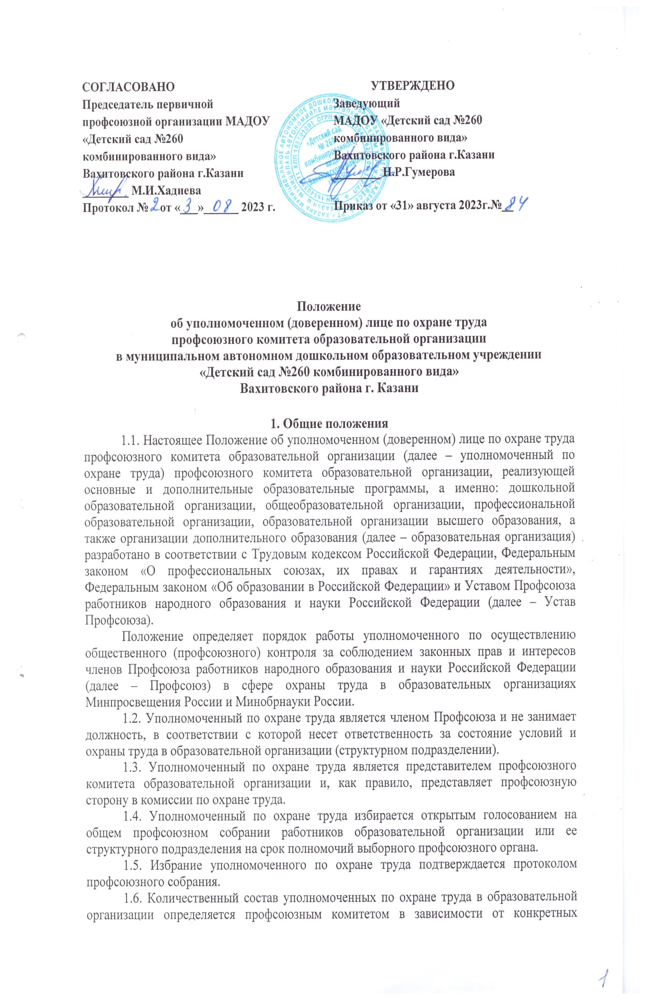 СОГЛАСОВАНО
Председатель первичной
профсоюзной организации МАДОУ
«Детский сад №260
комбинированного вида»
Вахитовского района г.Казани
________ М.И.Хадиева
Протокол № 2 от «3» 08 2023 г.
УТВЕРЖДЕНО
Заведующий
МАДОУ «Детский сад №260
комбинированного вида»
Вахитовского района г.Казани
________ Н.Р.Гумерова
Приказ от «31» августа 2023г.№ 84
«Детский сад
№ 260
комбинированного
вида»
Вахитовского района
Положение
об уполномоченном (доверенном) лице по охране труда
профсоюзного комитета образовательной организации
в муниципальном автономном дошкольном образовательном учреждении
«Детский сад №260 комбинированного вида»
Вахитовского района г. Казани
1. Общие положения
1.1. Настоящее Положение об уполномоченном (доверенном) лице по охране труда
профсоюзного комитета образовательной организации (далее – уполномоченный по
охране труда) профсоюзного комитета образовательной организации, реализующей
основные и дополнительные образовательные программы, а именно: дошкольной
образовательной организации, общеобразовательной организации, профессиональной
образовательной организации, образовательной организации высшего образования, а
также организации дополнительного образования (далее – образовательная организация)
разработано в соответствии с Трудовым кодексом Российской Федерации, Федеральным
законом «О профессиональных союзах, их правах и гарантиях деятельности»,
Федеральным законом «Об образовании в Российской Федерации» и Уставом Профсоюза
работников народного образования и науки Российской Федерации (далее – Устав
Профсоюза).
Положение определяет порядок работы уполномоченного по осуществлению
общественного (профсоюзного) контроля за соблюдением законных прав и интересов
членов Профсоюза работников народного образования и науки Российской Федерации
(далее – Профсоюз) в сфере охраны труда в образовательных организациях
Минпросвещения России и Минобрнауки России.
1.2. Уполномоченный по охране труда является членом Профсоюза и не занимает
должность, в соответствии с которой несет ответственность за состояние условий и
охраны труда в образовательной организации (структурном подразделении).
1.3. Уполномоченный по охране труда является представителем профсоюзного
комитета образовательной организации и, как правило, представляет профсоюзную
сторону в комиссии по охране труда.
1.4. Уполномоченный по охране труда избирается открытым голосованием на
общем профсоюзном собрании работников образовательной организации или ее
структурного подразделения на срок полномочий выборного профсоюзного органа.
1.5. Избрание уполномоченного по охране труда подтверждается протоколом
профсоюзного собрания.
1.6. Количественный состав уполномоченных по охране труда в образовательной
организации определяется профсоюзным комитетом в зависимости от конкретных
1